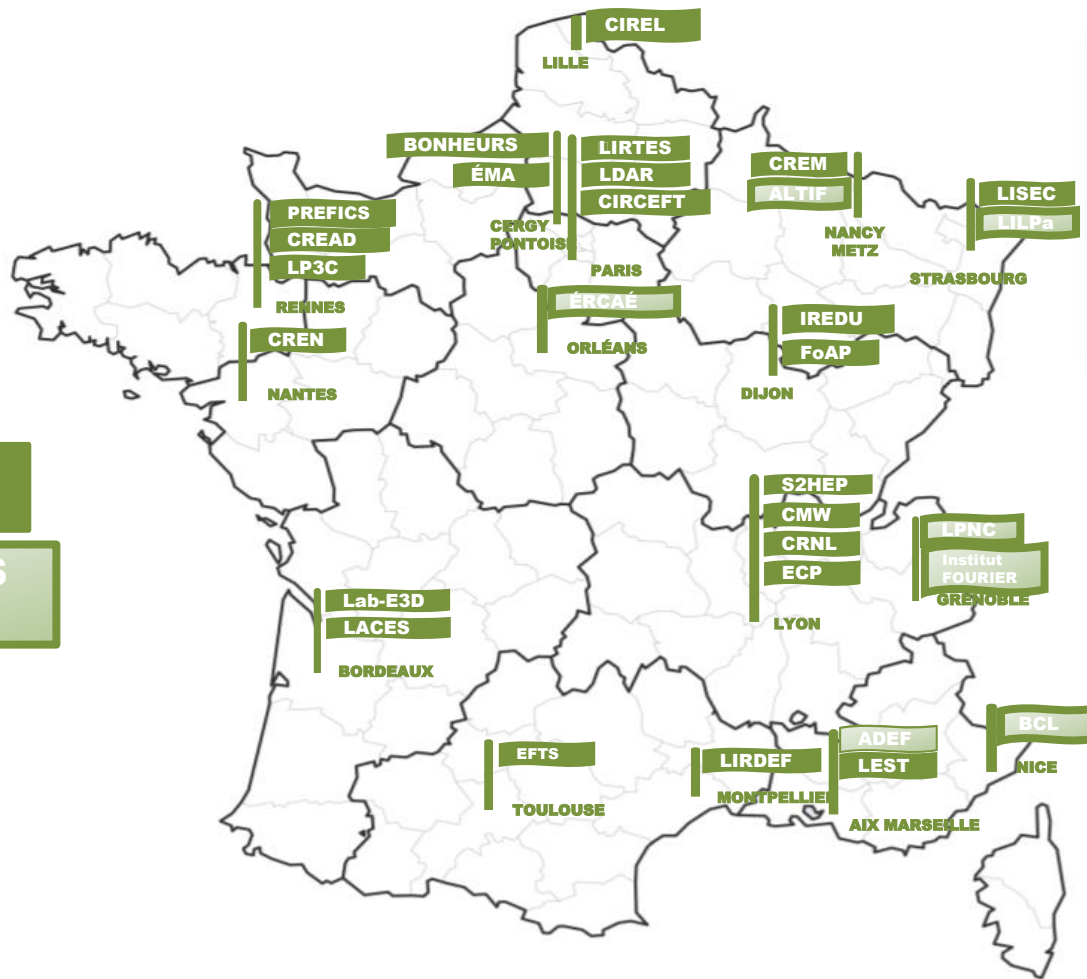 CIREL
LILLE
BONHEURS
ÉMA
CERGY
PONTOISE
LIRTES
LDAR
CIRCEFT
PARIS
CREM
ALTIF
NANCY
METZ
LISEC
LILPa
STRASBOURG
PREFICS
CREAD
LP3C
RENNES
ÉRCAÉ
ORLÉANS
IREDU
FoAP
DIJON
CREN
NANTES
S
S2HEP
CMW
CRNL
ECP
LYON
LPNC
Institut
FOURIER
GRENOBLE
Lab-E3D
LACES
BORDEAUX
EFTS
TOULOUSE
LIRDEF
MONTPELLIER
ADEF
LEST
AIX MARSEILLE
BCL
NICE